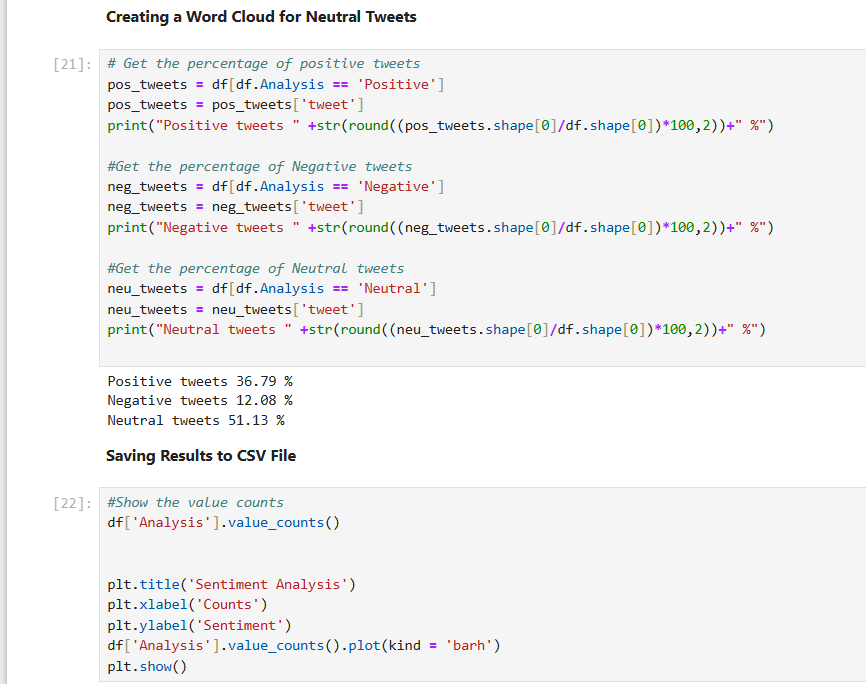 Creating a Word Cloud for Neutral Tweets
[21]:
# Get the percentage of positive tweets
pos_tweets = df[df.Analysis == 'Positive']
pos_tweets = pos_tweets['tweet']
print("Positive tweets " +str(round((pos_tweets.shape[0]/df.shape[0])*100,2))+" %")
#Get the percentage of Negative tweets
neg_tweets = df[df.Analysis == 'Negative']
neg_tweets = neg_tweets['tweet']
print("Negative tweets " +str(round((neg_tweets.shape[0]/df.shape[0])*100,2))+" %")
#Get the percentage of Neutral tweets
neu_tweets = df[df.Analysis == 'Neutral']
neu_tweets = neu_tweets['tweet']
print("Neutral tweets " +str(round((neu_tweets.shape[0]/df.shape[0])*100,2))+" %")
Positive tweets 36.79 %
Negative tweets 12.08 %
Neutral tweets 51.13 %
Saving Results to CSV File
[22]:
#Show the value counts
df['Analysis'].value_counts()
plt.title('Sentiment Analysis')
plt.xlabel('Counts')
plt.ylabel('Sentiment')
df['Analysis'].value_counts().plot(kind = 'barh')
plt.show()